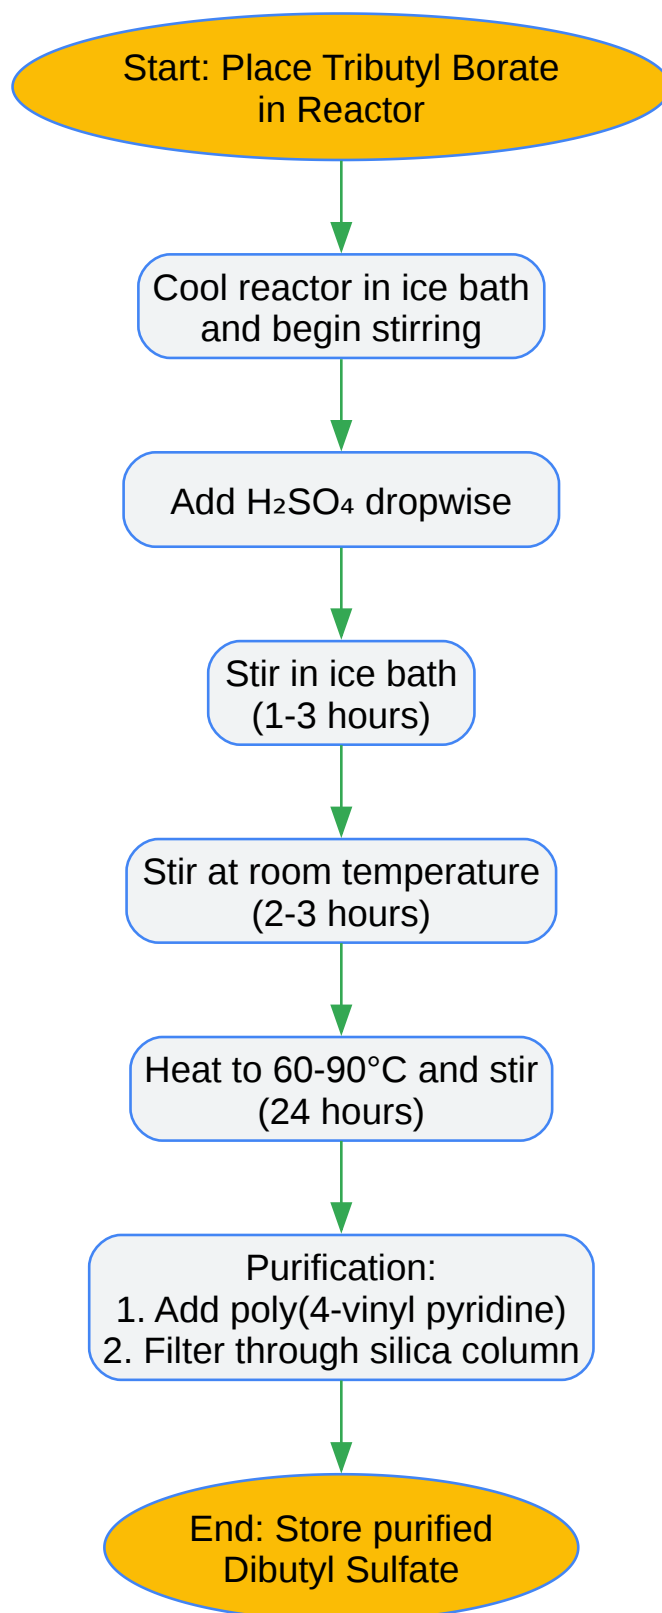 Start: Place Tributyl Borate
in Reactor
Cool reactor in ice bath
and begin stirring
Add H₂SO₄ dropwise
Stir in ice bath
(1-3 hours)
Stir at room temperature
(2-3 hours)
Heat to 60-90°C and stir
(24 hours)
Purification:
1. Add poly(4-vinyl pyridine)
2. Filter through silica column
End: Store purified
Dibutyl Sulfate